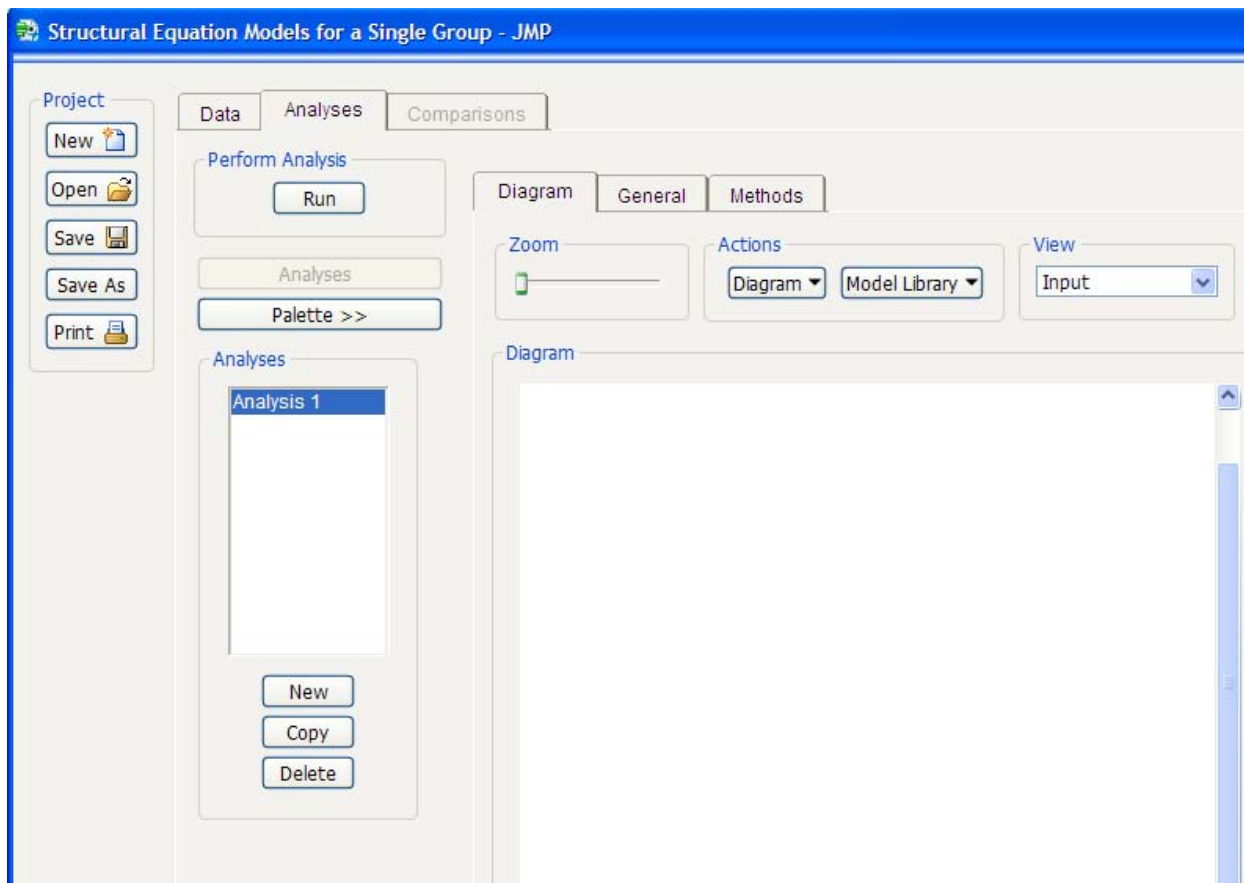 Structural Equation Models for a Single Group - JMP
Project
New
Open
Save
Save As
Print
Data
Analyses
Comparisons
Perform Analysis
Run
Analyses
Palette >>
Analyses
Analysis 1
New
Copy
Delete
Diagram
General
Methods
Zoom
Actions
Diagram
Model Library
View
Input
Diagram